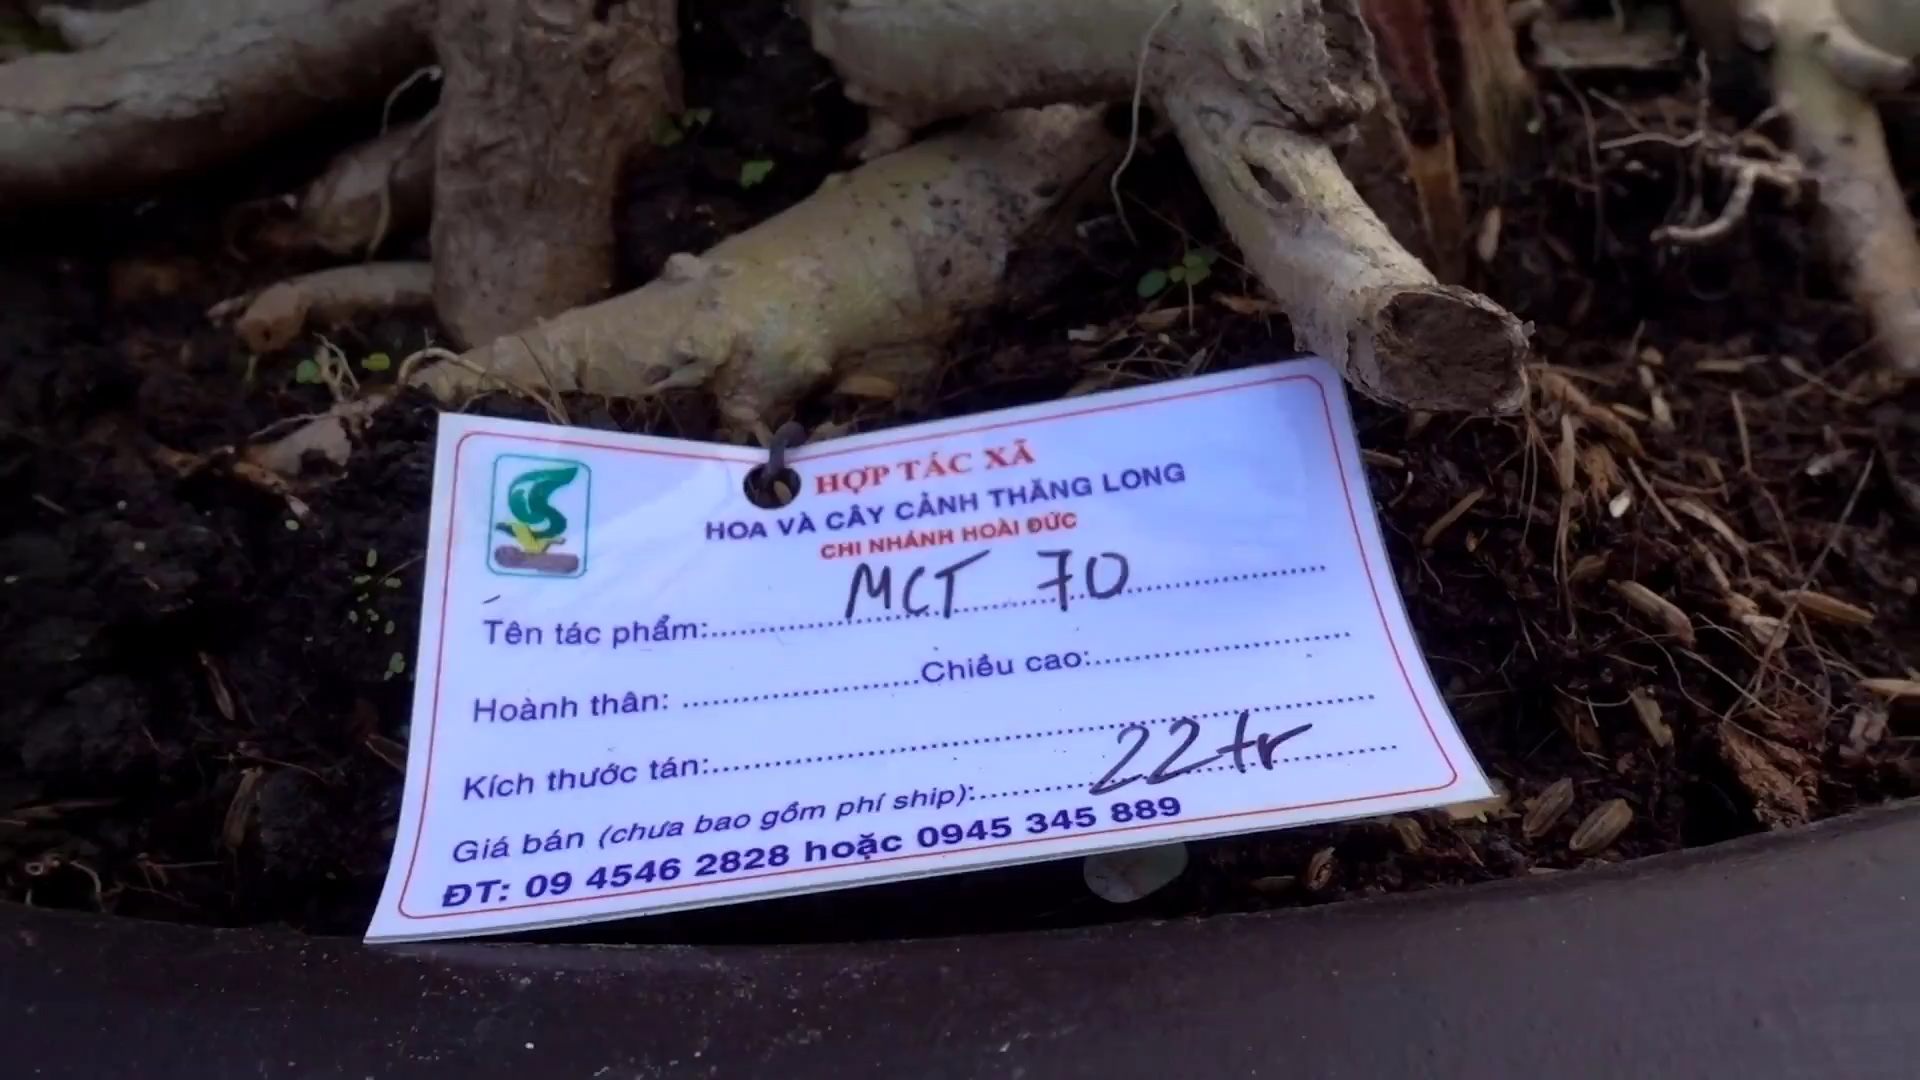 HỢP TÁC XÃ
HOA VÀ CÂY CẢNH THĂNG LONG
CHI NHÁNH HOÀI ĐỨC
Tên tác phẩm: MCT 70
Hoành thân: Chiều cao:
Kích thước tán:
Giá bán (chưa bao gồm phí ship): 22tr
ĐT: 09 4546 2828 hoặc 0945 345 889